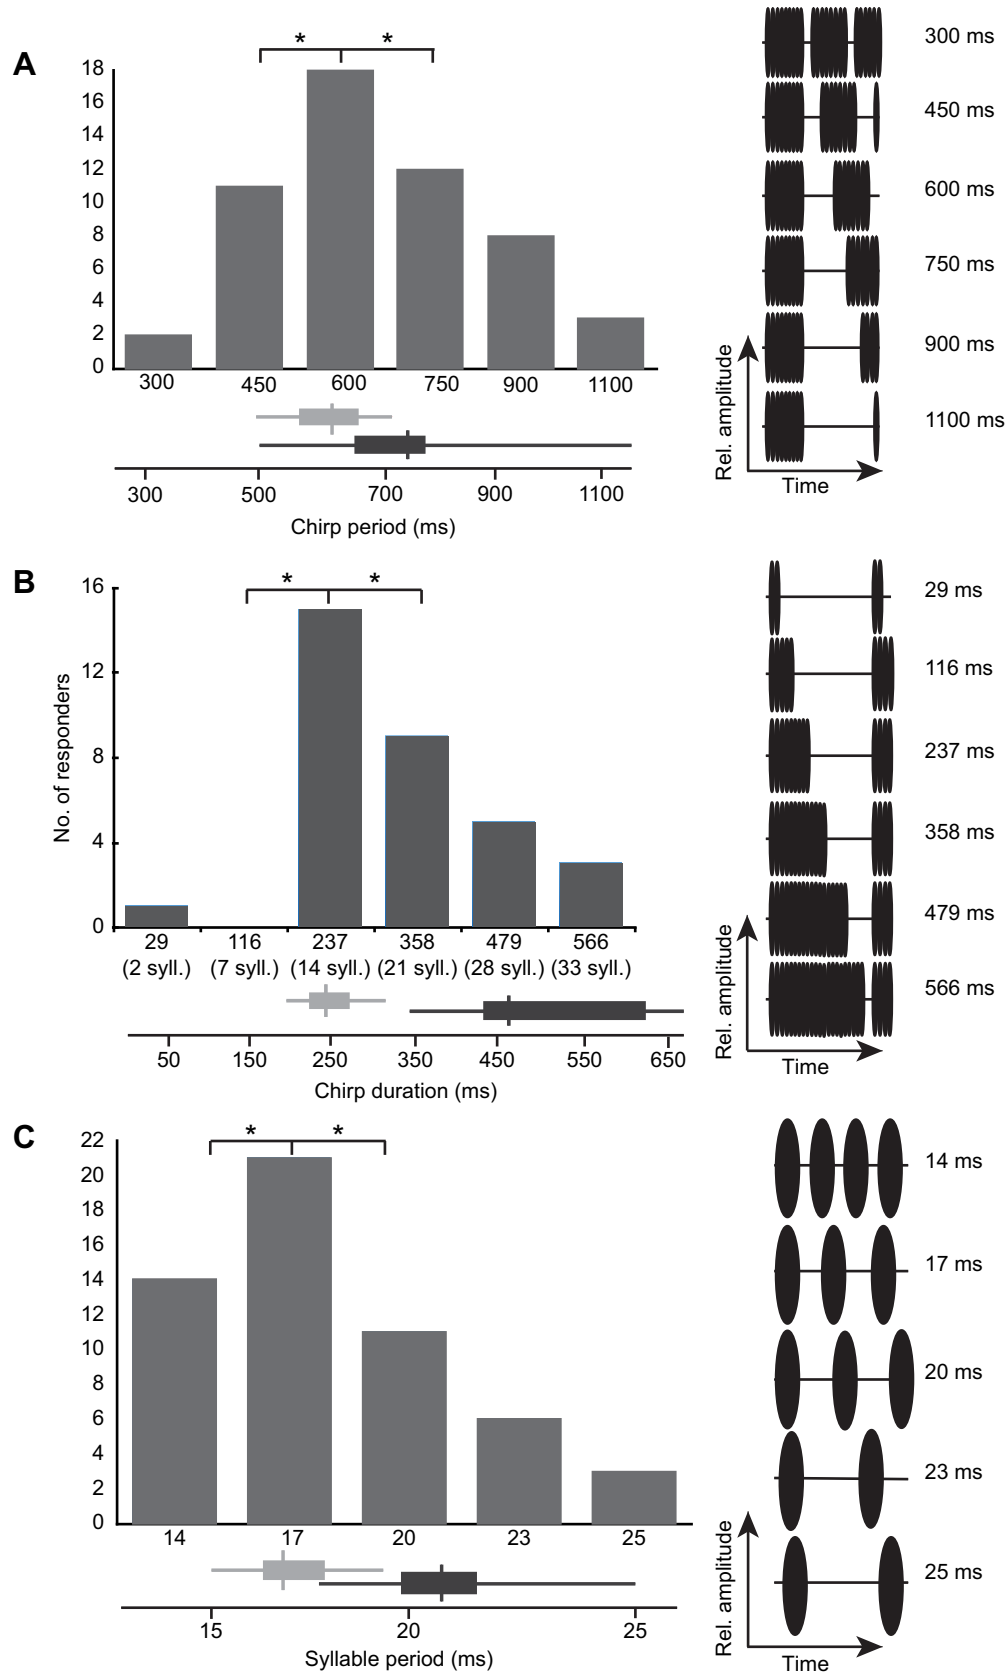 A
* *
18
16
14
12
10
8
6
4
2
0
300 450 600 750 900 1100
300 500 700 900 1100
Chirp period (ms)
300 ms
450 ms
600 ms
750 ms
900 ms
1100 ms
Rel. amplitude
Time
B
* *
No. of responders
16
12
8
4
0
29 116 237 358 479 566
(2 syll.) (7 syll.) (14 syll.) (21 syll.) (28 syll.) (33 syll.)
50 150 250 350 450 550 650
Chirp duration (ms)
29 ms
116 ms
237 ms
358 ms
479 ms
566 ms
Rel. amplitude
Time
C
* *
22
20
18
16
14
12
10
8
6
4
2
0
14 17 20 23 25
15 20 25
Syllable period (ms)
14 ms
17 ms
20 ms
23 ms
25 ms
Rel. amplitude
Time